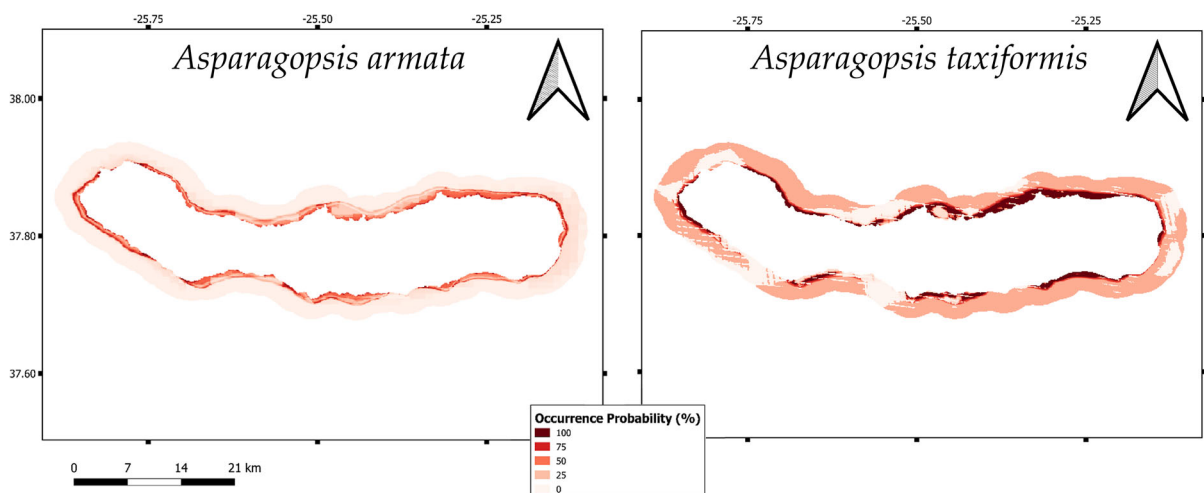 -25.75 -25.50 -25.25 -25.75 -25.50 -25.25
Asparagopsis armata Asparagopsis taxiformis
38.00
37.80
37.60
Occurrence Probability (%)
100
75
50
25
0
0 7 14 21 km